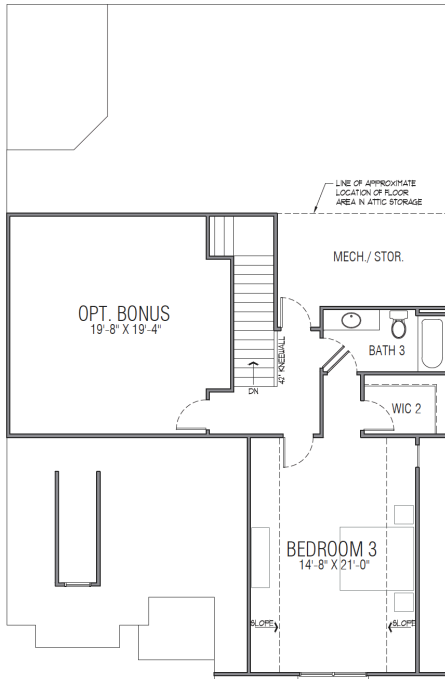 LINE OF APPROXIMATE
LOCATION OF FLOOR
AREA IN ATTIC STORAGE
MECH./ STOR.
OPT. BONUS
19'-8" X 19'-4"
BATH 3
42" KNEEWALL
DN
WIC 2
BEDROOM 3
14'-8" X 21'-0"
SLOPE
SLOPE